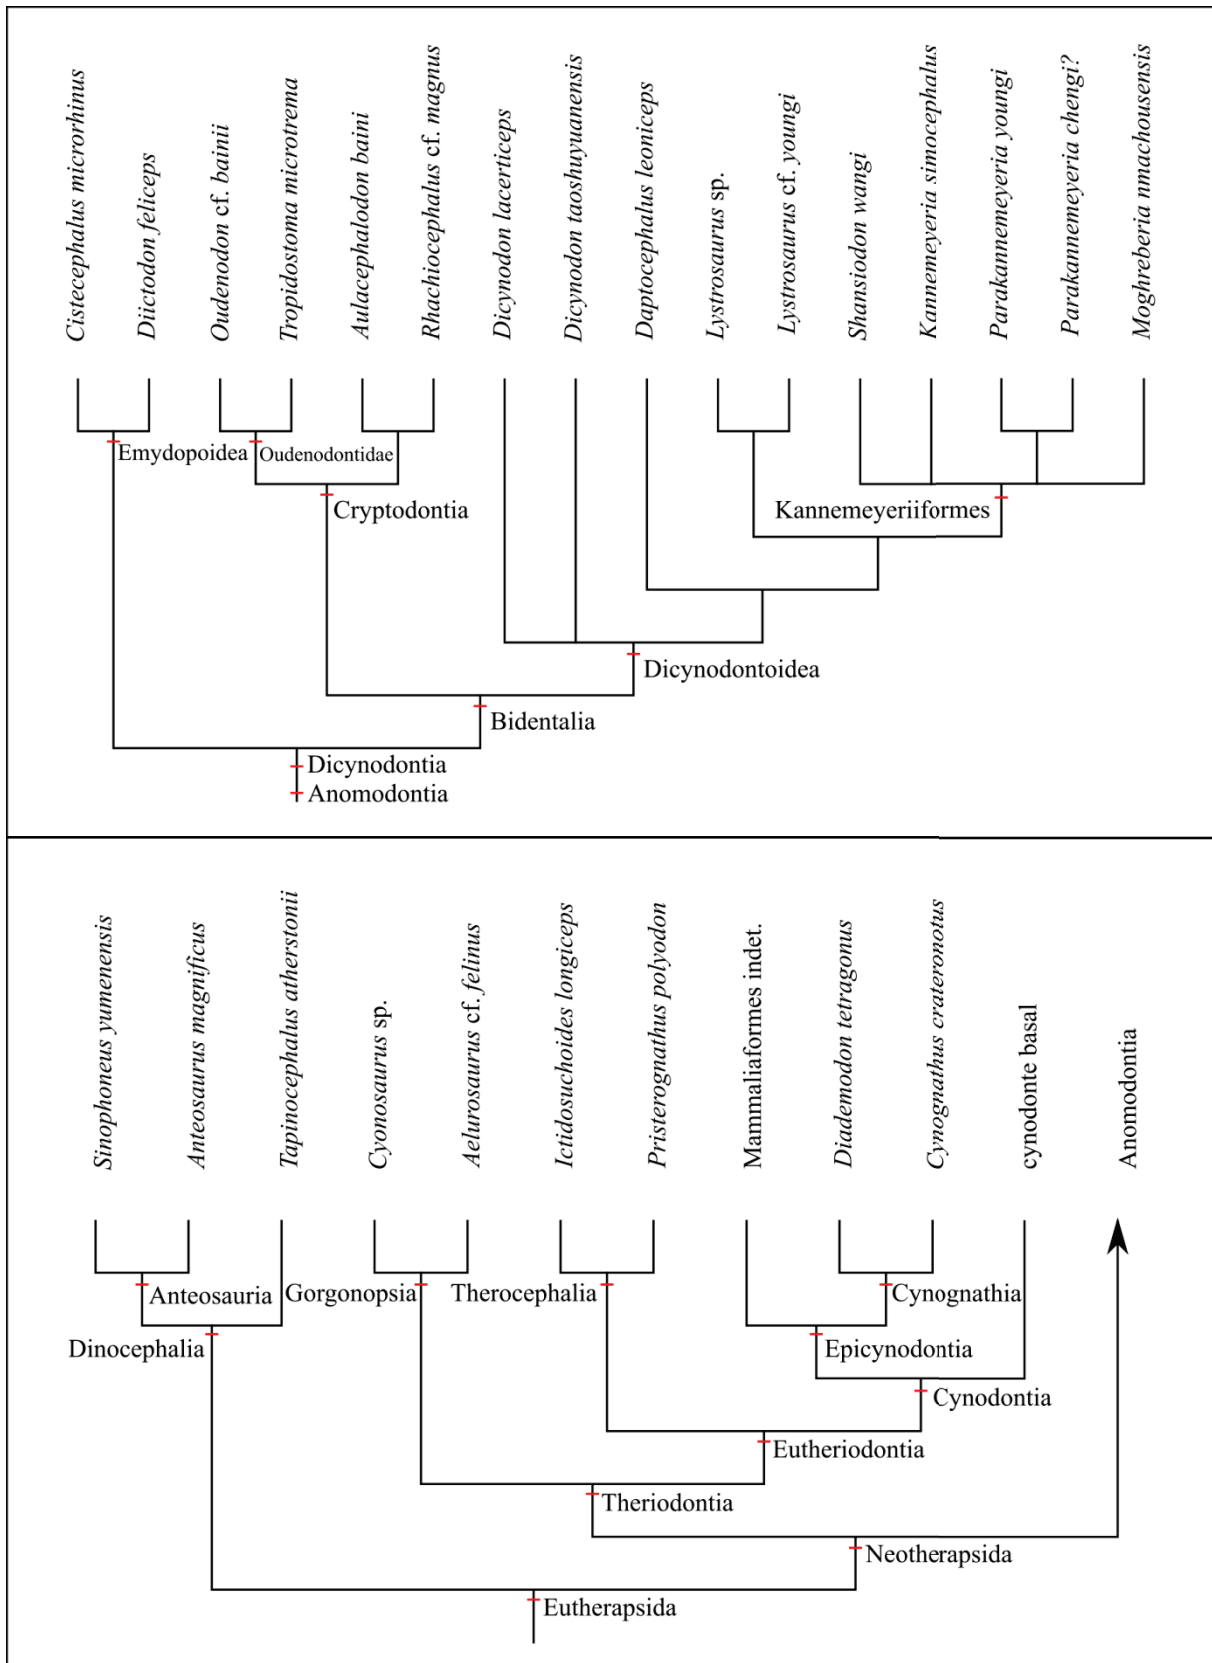 Cistecephalus microrhinus
Diictodon feliceps
Oudenodon cf. bainii
Tropidostoma microtrema
Aulacephalodon baini
Rhachiocephalus cf. magnus
Dicynodon lacerticeps
Dicynodon taoshuyuanensis
Daptocephalus leoniceps
Lystrosaurus sp.
Lystrosaurus cf. youngi
Shansiodon wangi
Kannemeyeria simocephalus
Parakannemeyeria youngi
Parakannemeyeria chengi?
Moghreberia nmachousensis
Emydopoidea
Oudenodontidae
Cryptodontia
Kannemeyeriiformes
Dicynodontoidea
Bidentalia
Dicynodontia
Anomodontia
Sinophoneus yumenensis
Anteosaurus magnificus
Tapinocephalus atherstonii
Cyonosaurus sp.
Aelurosaurus cf. felinus
Ictidosuchoides longiceps
Pristerognathus polyodon
Mammaliaformes indet.
Diademodon tetragonus
Cynognathus crateronotus
cynodonte basal
Anomodontia
Anteosauria
Gorgonopsia
Therocephalia
Cynognathia
Dinocephalia
Epicynodontia
Cynodontia
Eutheriodontia
Theriodontia
Neotherapsida
Eutherapsida